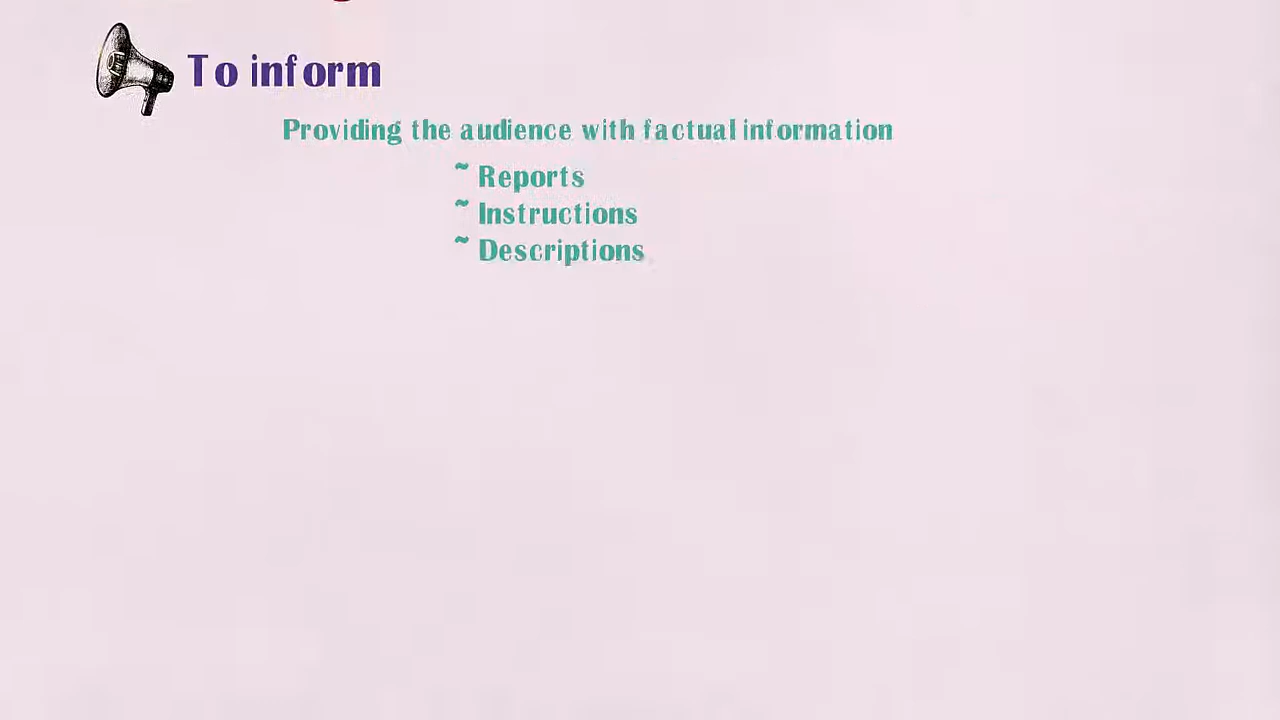 To inform
Providing the audience with factual information
~ Reports
~ Instructions
~ Descriptions